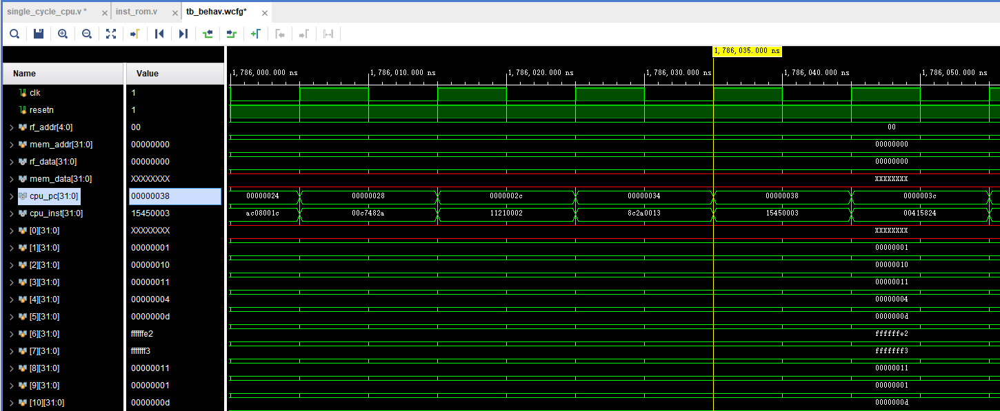 single_cycle_cpu.v * × inst_rom.v × tb_behav.wcfg* ×
1,786,035.000 ns
1,786,000.000 ns 1,786,010.000 ns 1,786,020.000 ns 1,786,030.000 ns 1,786,040.000 ns 1,786,050.000 ns
Name Value
clk 1
resetn 1
rf_addr[4:0] 00 00
mem_addr[31:0] 00000000 00000000
rf_data[31:0] 00000000 00000000
mem_data[31:0] XXXXXXXX XXXXXXXX
cpu_pc[31:0] 00000038 00000024 00000028 0000002c 00000034 00000038 0000003c
cpu_inst[31:0] 15450003 ac08001c 00c7482a 11210002 8c2a0013 15450003 00415824
[0][31:0] XXXXXXXX XXXXXXXX
[1][31:0] 00000001 00000001
[2][31:0] 00000010 00000010
[3][31:0] 00000011 00000011
[4][31:0] 00000004 00000004
[5][31:0] 0000000d 0000000d
[6][31:0] ffffffe2 ffffffe2
[7][31:0] fffffff3 fffffff3
[8][31:0] 00000011 00000011
[9][31:0] 00000001 00000001
[10][31:0] 0000000d 0000000d